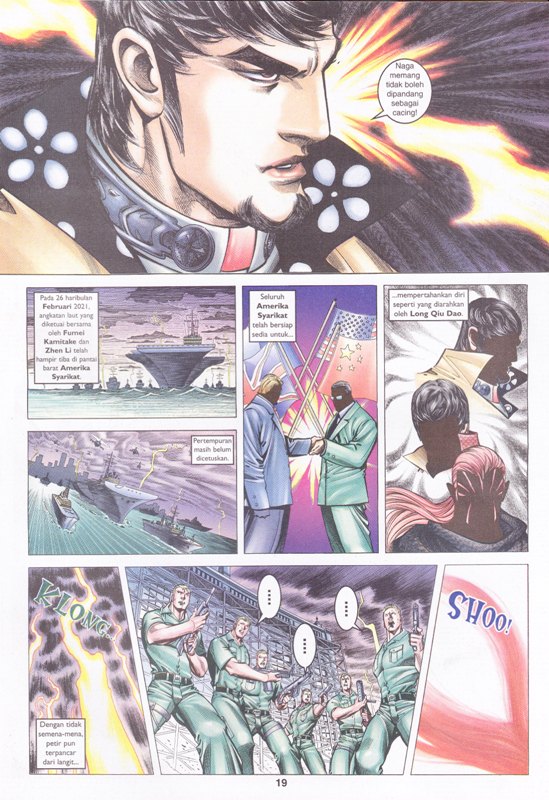 Naga
memang
tidak boleh
dipandang
sebagai
cacing!
Pada 26 haribulan
Februari 2021,
angkatan laut yang
diketuai bersama
oleh Fumei
Kamitake dan
Zhen Li telah
hampir tiba di pantai
barat Amerika
Syarikat.
Seluruh
Amerika
Syarikat
telah bersiap
sedia untuk...
...mempertahankan diri
seperti yang diarahkan
oleh Long Qiu Dao.
Pertempuran
masih belum
dicetuskan.
KLONG...
Dengan tidak
semena-mena,
petir pun
terpancar
dari langit...
....
....
....
SHOO!
19